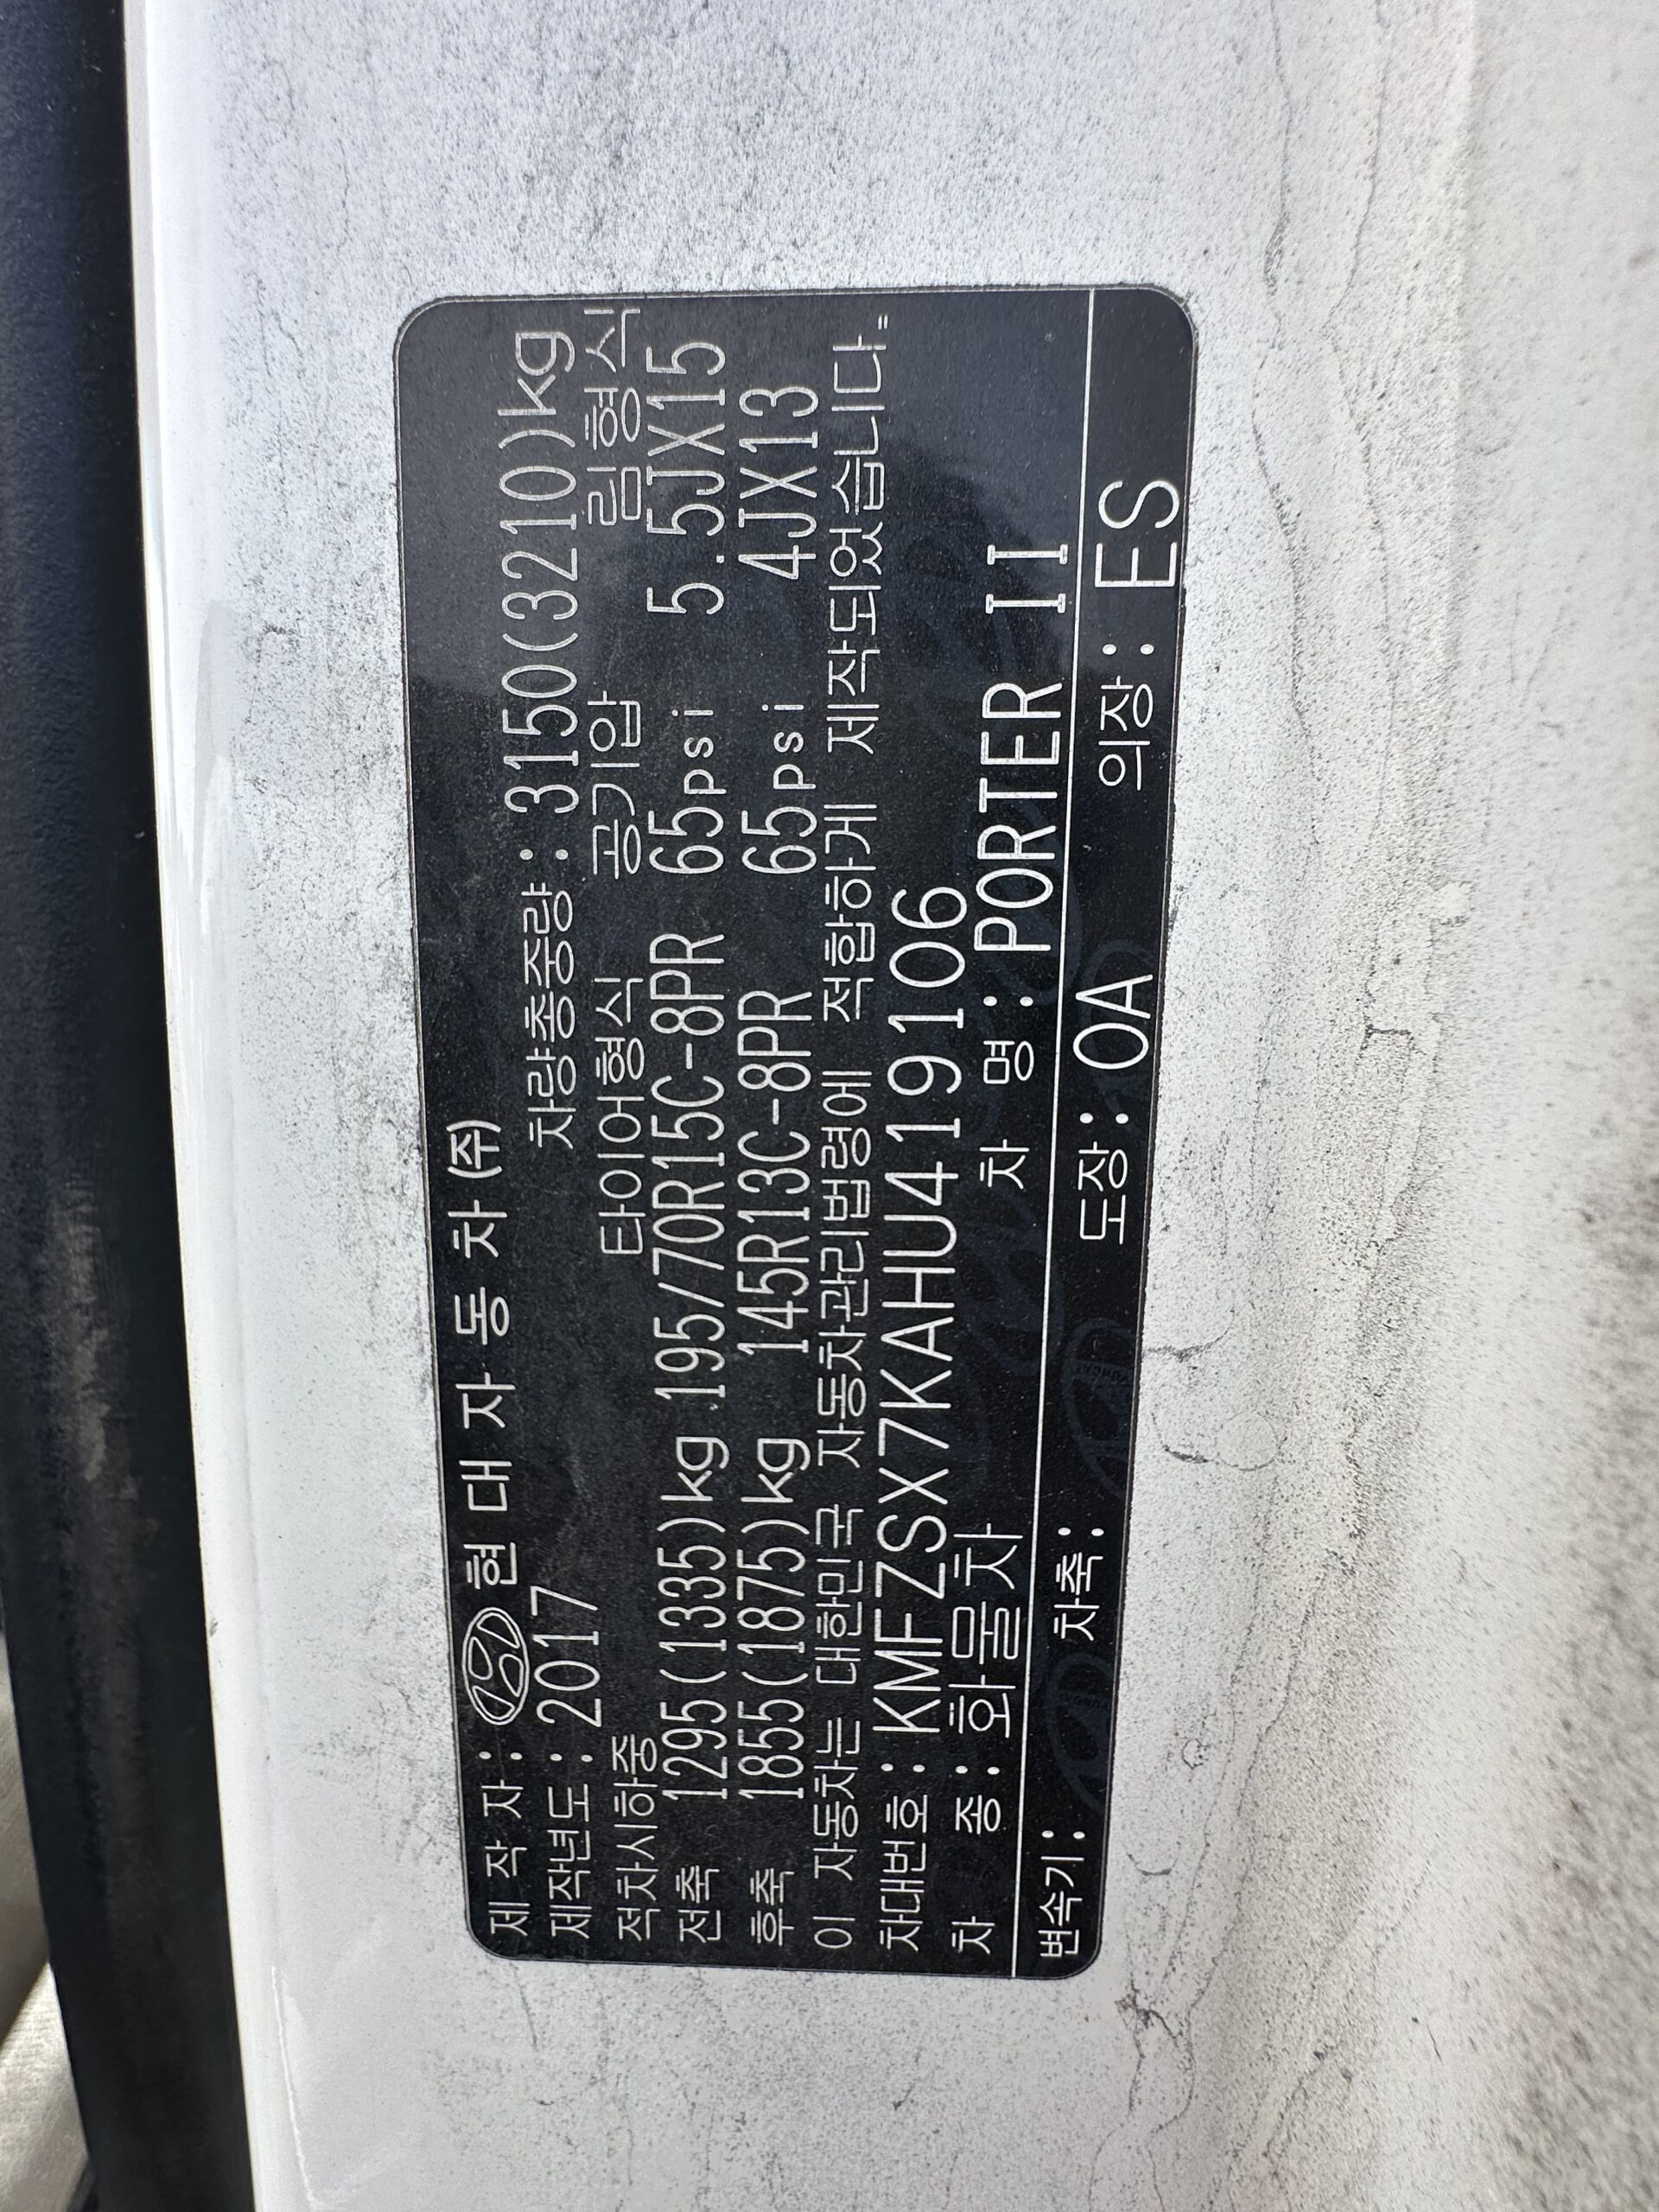 제 작 자 : 현 대 자 동 차 ㈜
제작년도 : 2017 차량총중량 : 3150(3210)kg
적차시하중 타이어형식 공기압 림형식
전축 1295(1335)kg 195/70R15C-8PR 65psi 5.5JX15
후축 1855(1875)kg 145R13C-8PR 65psi 4JX13
이 자동차는 대한민국 자동차관리법령에 적합하게 제작되었습니다.
차대번호 : KMFZSX7KAHU419106
차 종 : 화물차 차 명 : PORTER II
변속기 : 차축 : 도장 : OA 의장 : ES